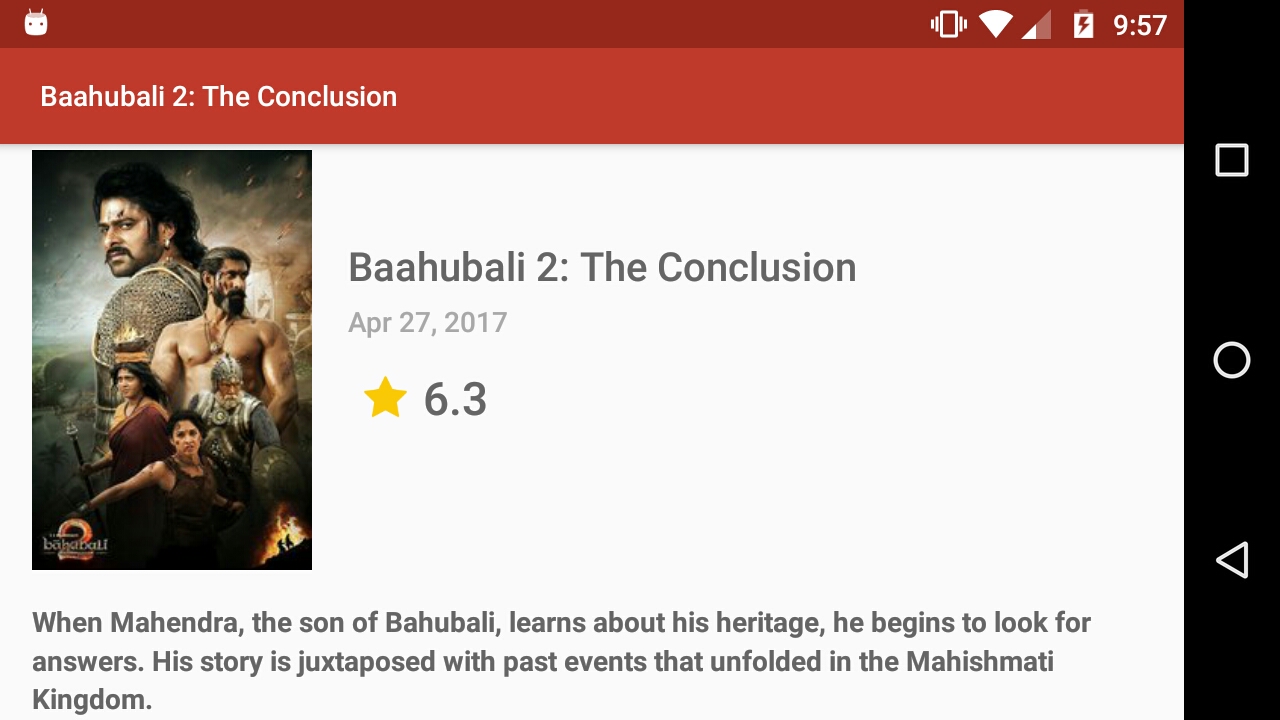 9:57
Baahubali 2: The Conclusion
Baahubali 2: The Conclusion
Apr 27, 2017
6.3
2
bāhubali
When Mahendra, the son of Bahubali, learns about his heritage, he begins to look for
answers. His story is juxtaposed with past events that unfolded in the Mahishmati
Kingdom.